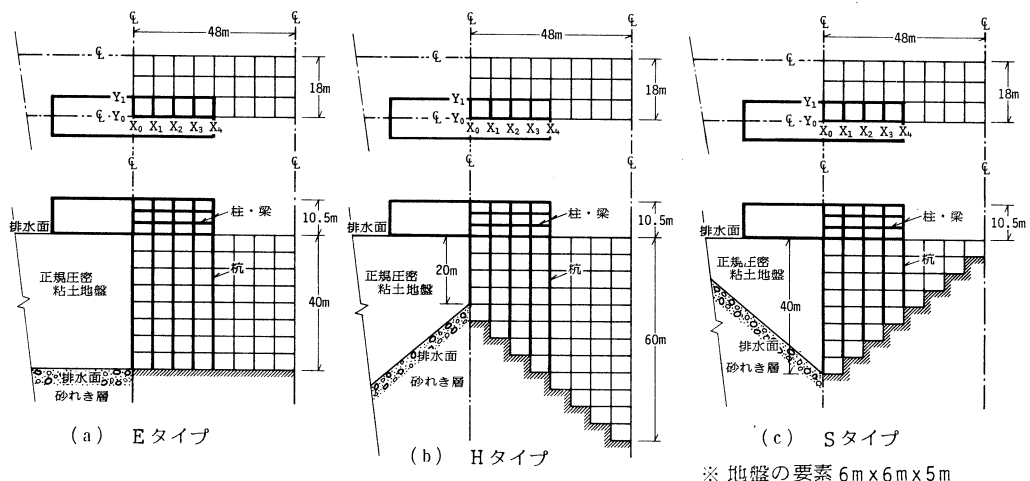 ℄
48m
℄
℄
18m
Y₁
℄ Y₀
X₀ X₁ X₂ X₃ X₄
℄
℄
柱・梁
10.5m
排水面
正規圧密
粘土地盤
杭
40m
排水面
砂れき層
(a) Eタイプ
℄
48m
℄
℄
18m
Y₁
℄ Y₀
X₀ X₁ X₂ X₃ X₄
℄
℄
柱・梁
10.5m
排水面
20m
正規圧密
粘土地盤
杭
60m
排水面
砂れき層
(b) Hタイプ
℄
48m
℄
℄
18m
Y₁
℄ Y₀
X₀ X₁ X₂ X₃ X₄
℄
℄
柱・梁
10.5m
排水面
正規圧密
粘土地盤
杭
40m
排水面
砂れき層
(c) Sタイプ
※ 地盤の要素 6m x 6m x 5m